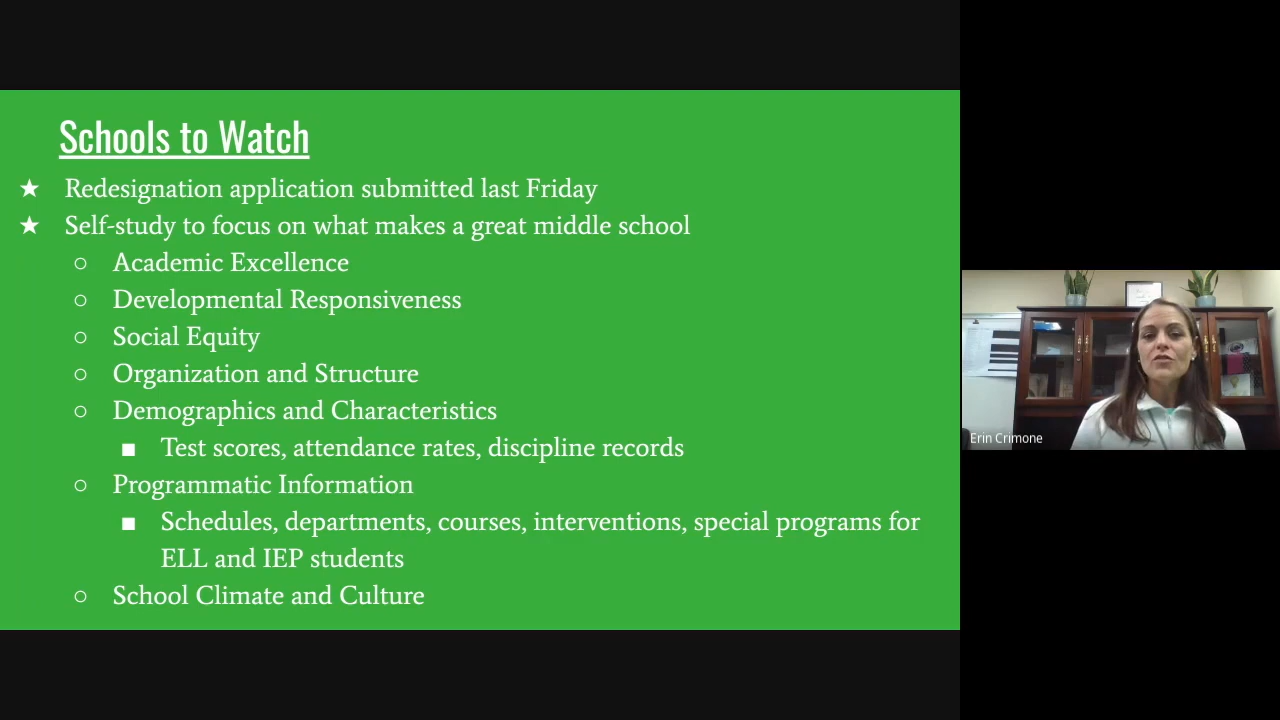 Schools to Watch
★ Redesignation application submitted last Friday
★ Self-study to focus on what makes a great middle school
○ Academic Excellence
○ Developmental Responsiveness
○ Social Equity
○ Organization and Structure
○ Demographics and Characteristics
■ Test scores, attendance rates, discipline records
○ Programmatic Information
■ Schedules, departments, courses, interventions, special programs for
ELL and IEP students
○ School Climate and Culture
Erin Crimone